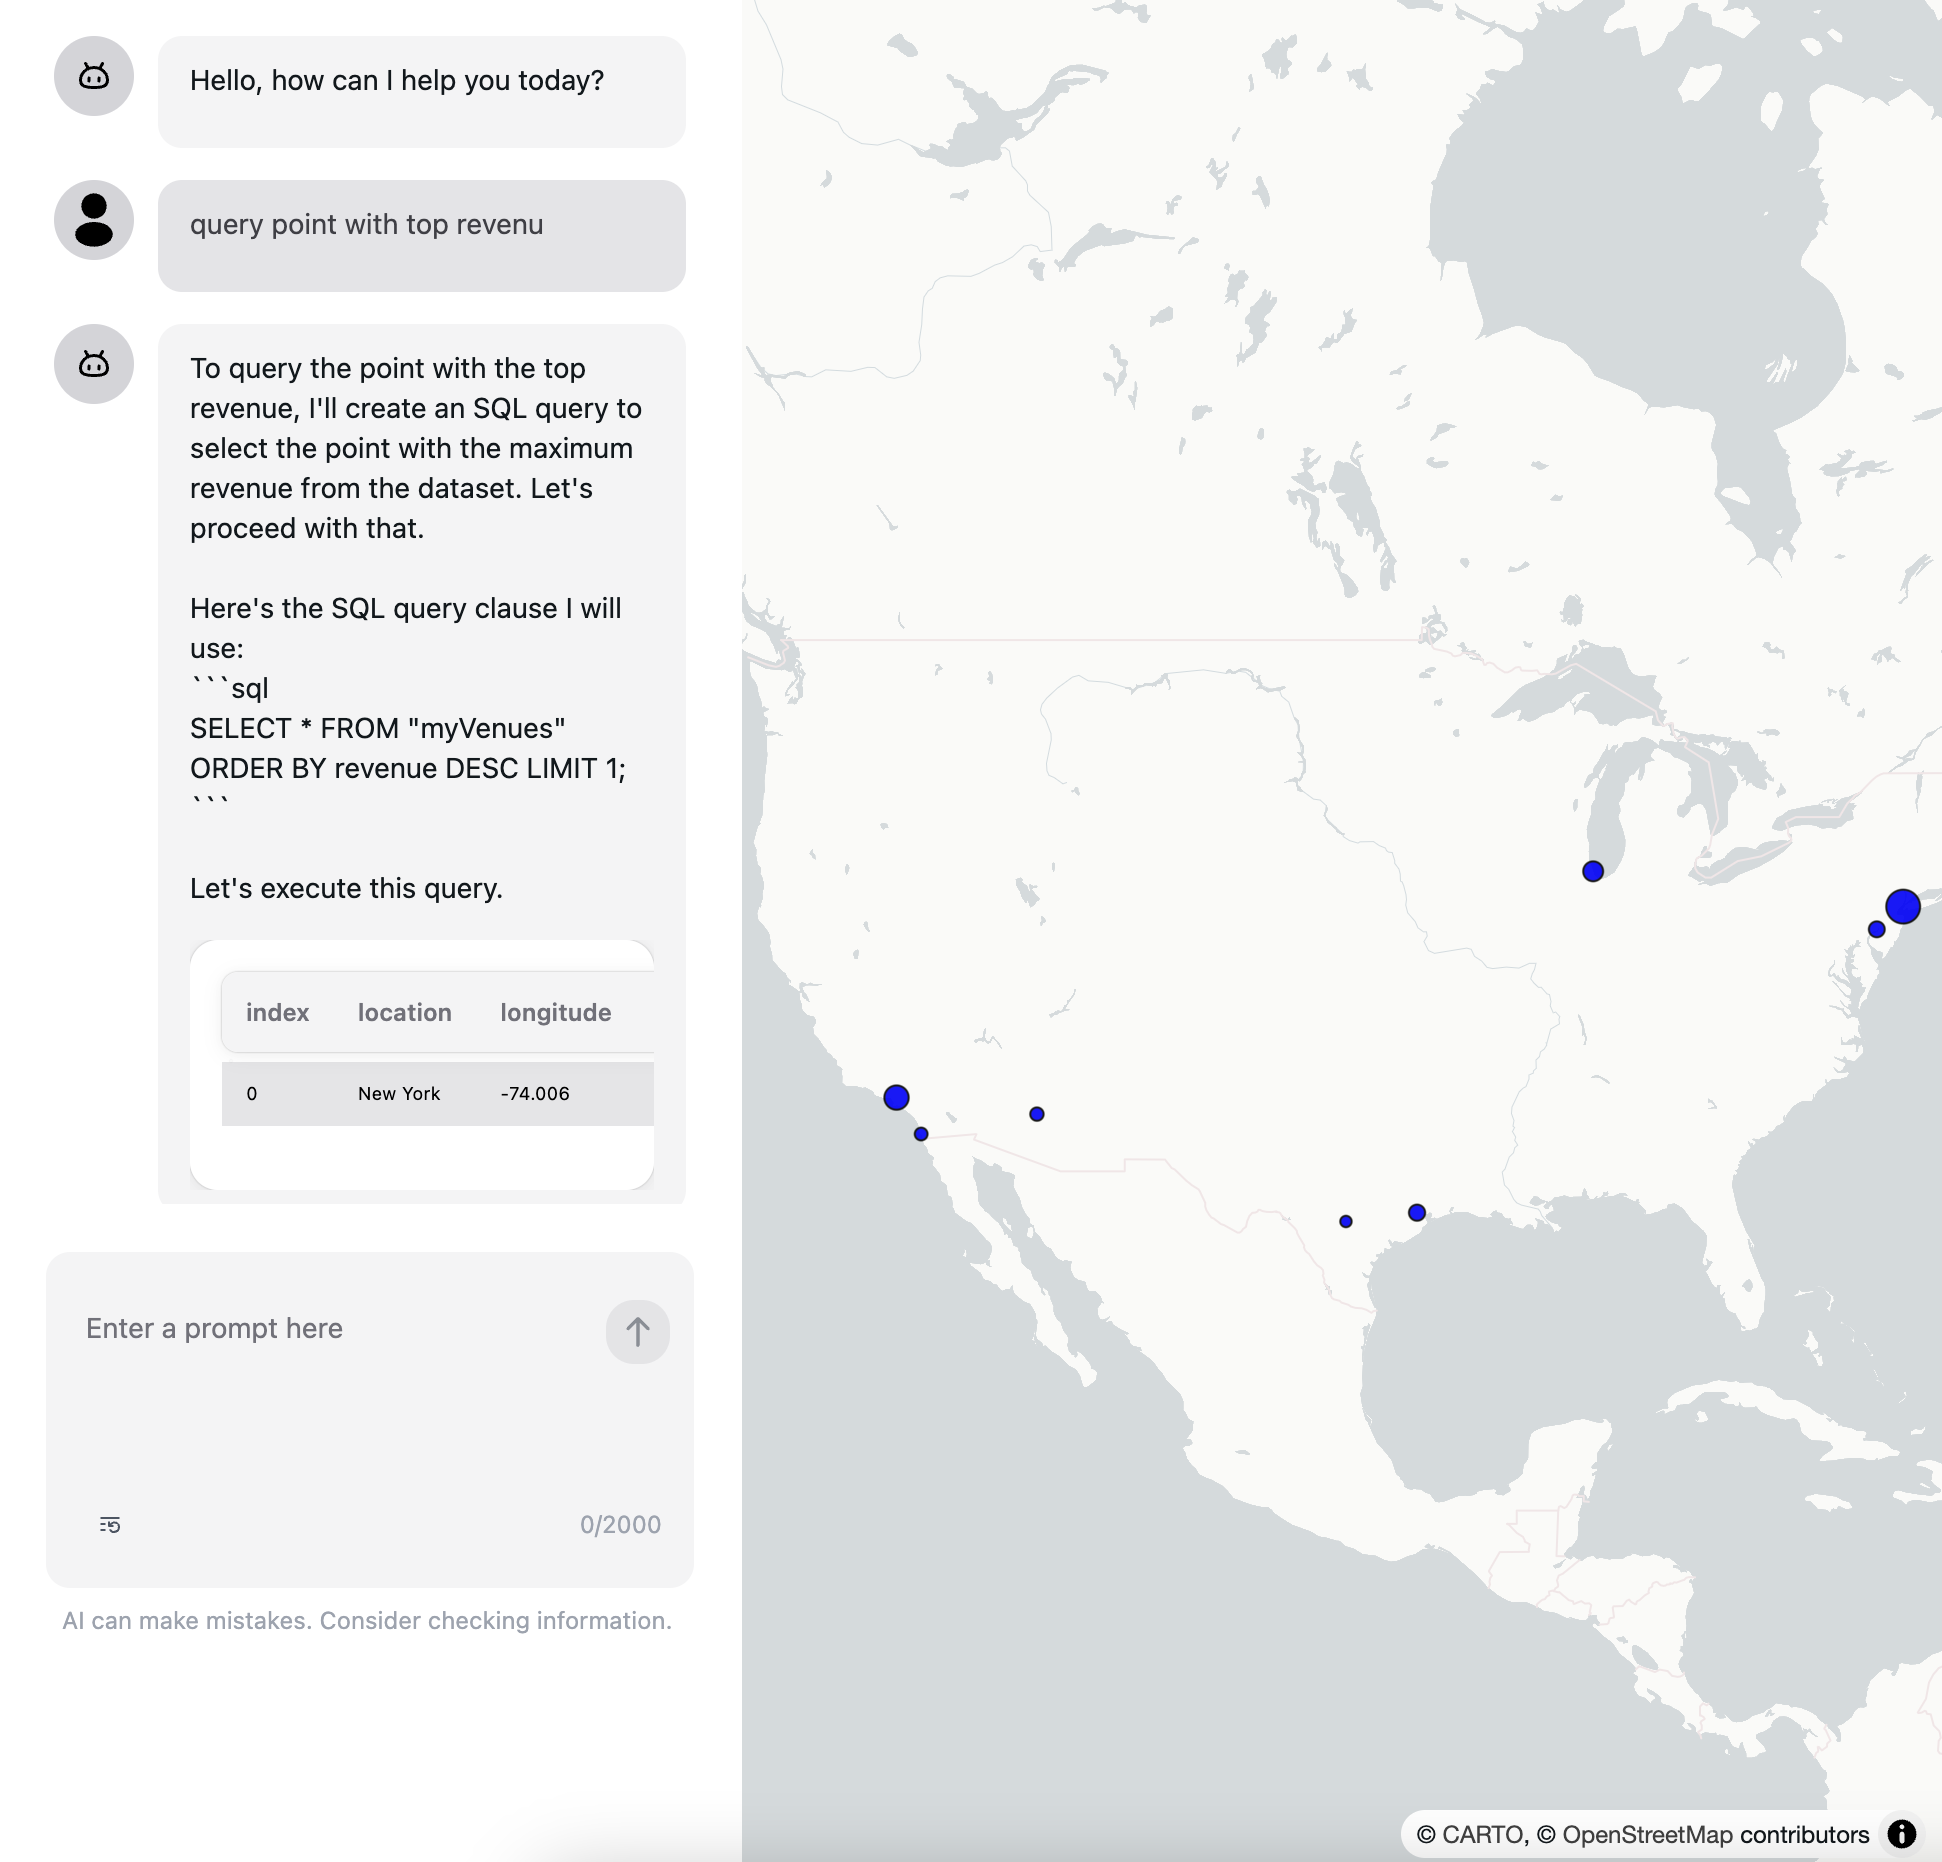 Hello, how can I help you today?
query point with top revenu
To query the point with the top
revenue, I'll create an SQL query to
select the point with the maximum
revenue from the dataset. Let's
proceed with that.
Here's the SQL query clause I will
use:
```sql
SELECT * FROM "myVenues"
ORDER BY revenue DESC LIMIT 1;
```
Let's execute this query.
index location longitude
0 New York -74.006
Enter a prompt here
0/2000
AI can make mistakes. Consider checking information.
© CARTO, © OpenStreetMap contributors